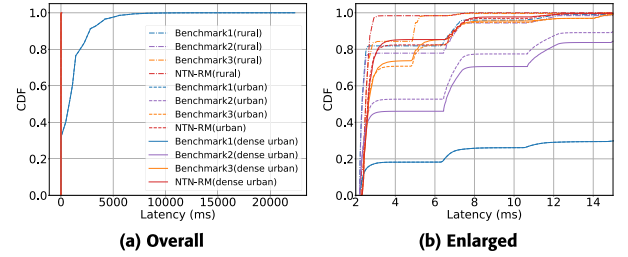 1.0
0.8
0.6
0.4
0.2
0.0
CDF
0
5000
10000
15000
20000
Latency (ms)
Benchmark1(rural)
Benchmark2(rural)
Benchmark3(rural)
NTN-RM(rural)
Benchmark1(urban)
Benchmark2(urban)
Benchmark3(urban)
NTN-RM(urban)
Benchmark1(dense urban)
Benchmark2(dense urban)
Benchmark3(dense urban)
NTN-RM(dense urban)
(a) Overall
1.0
0.8
0.6
0.4
0.2
0.0
CDF
2
4
6
8
10
12
14
Latency (ms)
(b) Enlarged